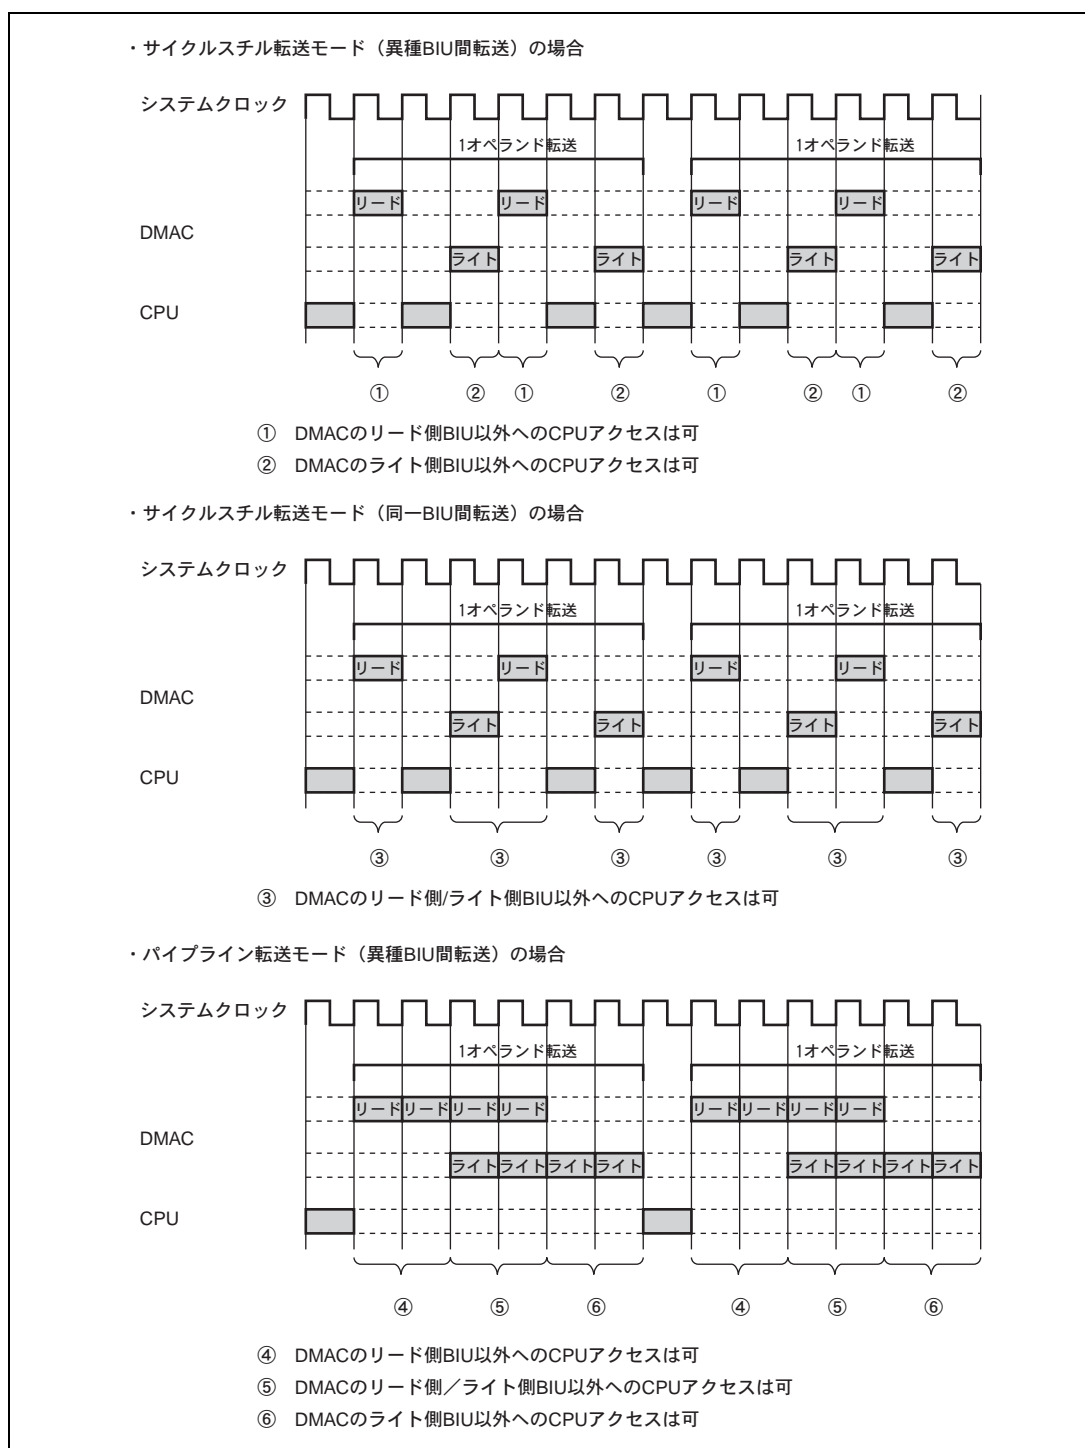 ・サイクルスチル転送モード（異種BIU間転送）の場合
システムクロック
1オペランド転送 1オペランド転送
リード リード リード リード
DMAC
ライト ライト ライト ライト
CPU
① ② ① ② ① ② ① ②
① DMACのリード側BIU以外へのCPUアクセスは可
② DMACのライト側BIU以外へのCPUアクセスは可
・サイクルスチル転送モード（同一BIU間転送）の場合
システムクロック
1オペランド転送 1オペランド転送
リード リード リード リード
DMAC
ライト ライト ライト ライト
CPU
③ ③ ③ ③ ③ ③
③ DMACのリード側/ライト側BIU以外へのCPUアクセスは可
・パイプライン転送モード（異種BIU間転送）の場合
システムクロック
1オペランド転送 1オペランド転送
リード リード リード リード リード リード リード リード
DMAC
ライト ライト ライト ライト ライト ライト ライト ライト
CPU
④ ⑤ ⑥ ④ ⑤ ⑥
④ DMACのリード側BIU以外へのCPUアクセスは可
⑤ DMACのリード側／ライト側BIU以外へのCPUアクセスは可
⑥ DMACのライト側BIU以外へのCPUアクセスは可